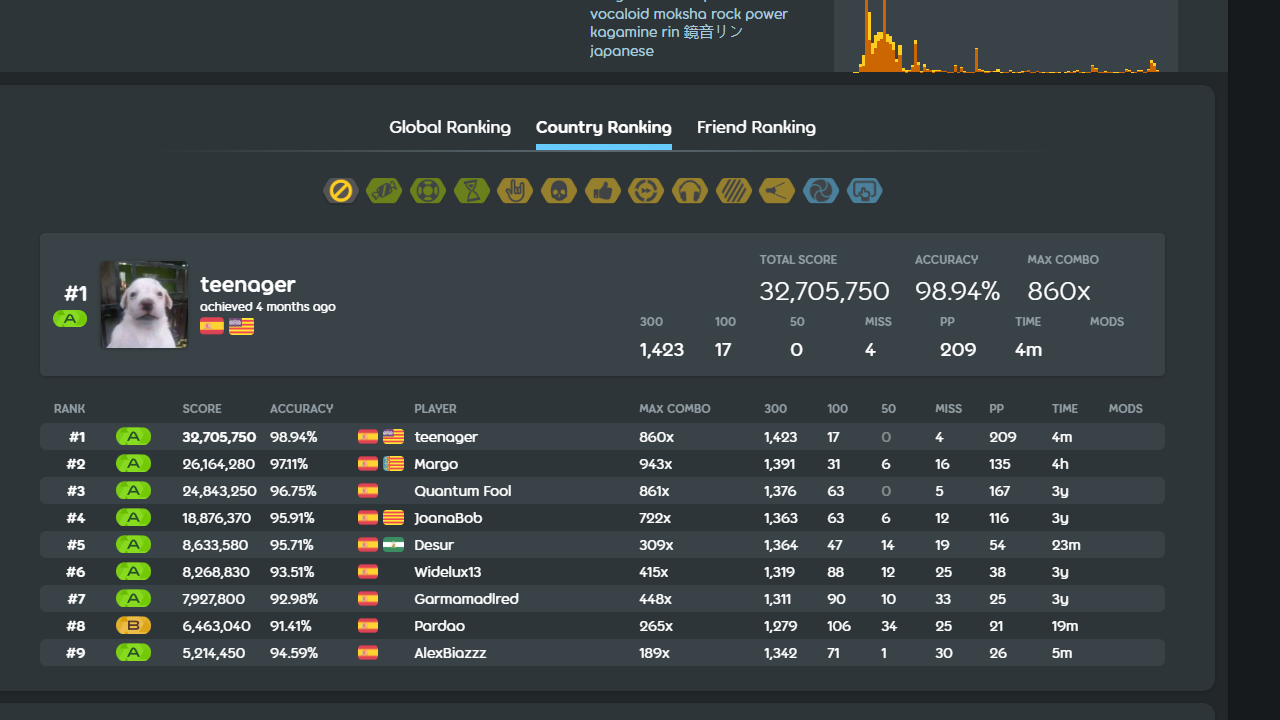 vocaloid moksha rock power
kagamine rin 鏡音リン
japanese
Global Ranking Country Ranking Friend Ranking
#1
A
teenager
achieved 4 months ago
TOTAL SCORE ACCURACY MAX COMBO
32,705,750 98.94% 860x
300 100 50 MISS PP TIME MODS
1,423 17 0 4 209 4m
RANK SCORE ACCURACY PLAYER MAX COMBO 300 100 50 MISS PP TIME MODS
#1 A 32,705,750 98.94% teenager 860x 1,423 17 0 4 209 4m
#2 A 26,164,280 97.11% Margo 943x 1,391 31 6 16 135 4h
#3 A 24,843,250 96.75% Quantum Fool 861x 1,376 63 0 5 167 3y
#4 A 18,876,370 95.91% JoanaBob 722x 1,363 63 6 12 116 3y
#5 A 8,633,580 95.71% Desur 309x 1,364 47 14 19 54 23m
#6 A 8,268,830 93.51% Widelux13 415x 1,319 88 12 25 38 3y
#7 A 7,927,800 92.98% Garmamadlred 448x 1,311 90 10 33 25 3y
#8 B 6,463,040 91.41% Pardao 265x 1,279 106 34 25 21 19m
#9 A 5,214,450 94.59% AlexBiazzz 189x 1,342 71 1 30 26 5m